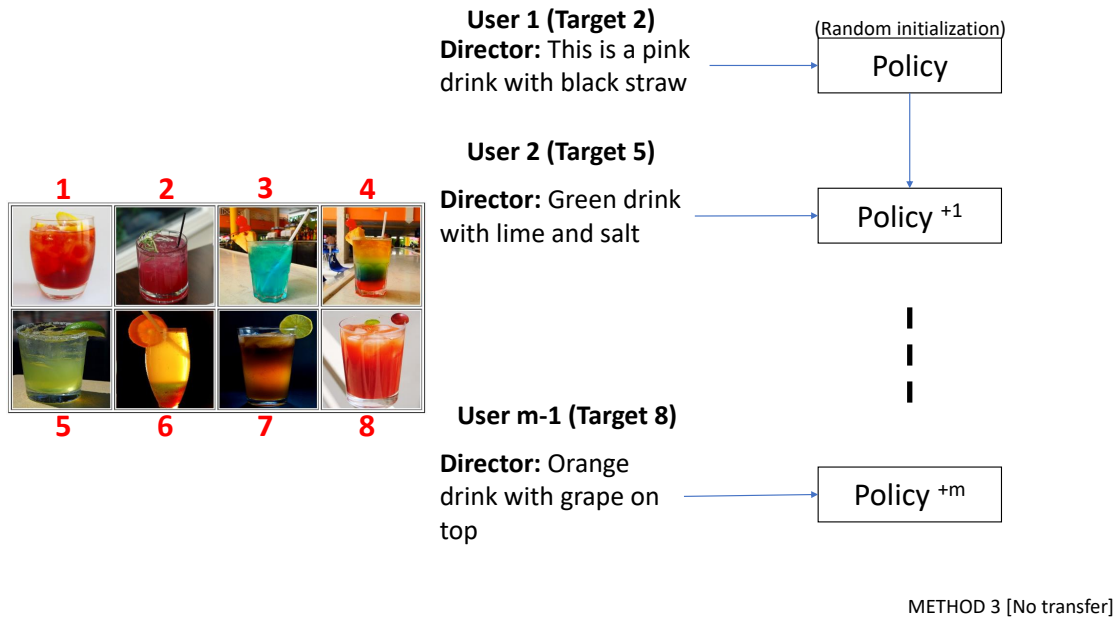 User 1 (Target 2)
Director: This is a pink
drink with black straw
(Random initialization)
Policy
User 2 (Target 5)
Director: Green drink
with lime and salt
Policy +1
1 2 3 4
5 6 7 8
User m-1 (Target 8)
Director: Orange
drink with grape on
top
Policy +m
METHOD 3 [No transfer]